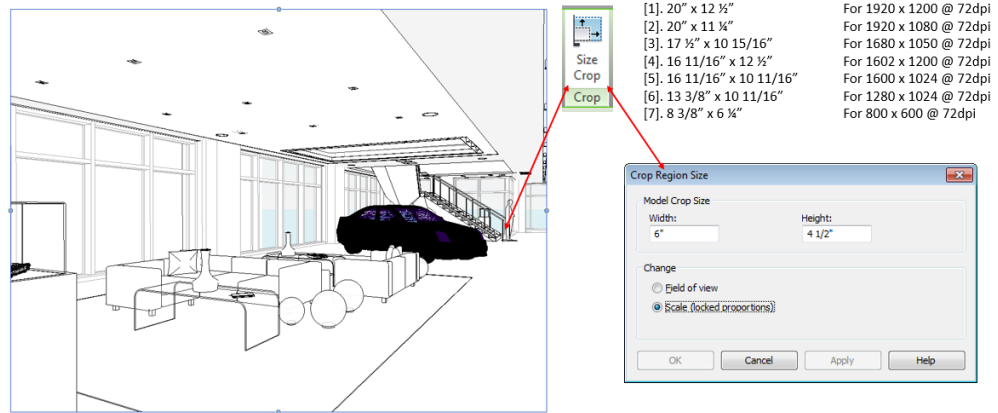 Size
Crop
Crop
[1]. 20” x 12 ½” For 1920 x 1200 @ 72dpi
[2]. 20” x 11 ¼” For 1920 x 1080 @ 72dpi
[3]. 17 ½” x 10 15/16” For 1680 x 1050 @ 72dpi
[4]. 16 11/16” x 12 ½” For 1602 x 1200 @ 72dpi
[5]. 16 11/16” x 10 11/16” For 1600 x 1024 @ 72dpi
[6]. 13 3/8” x 10 11/16” For 1280 x 1024 @ 72dpi
[7]. 8 3/8” x 6 ¼” For 800 x 600 @ 72dpi
Crop Region Size
Model Crop Size
Width: Height:
6" 4 1/2"
Change
Field of view
Scale (locked proportions)
OK Cancel Apply Help